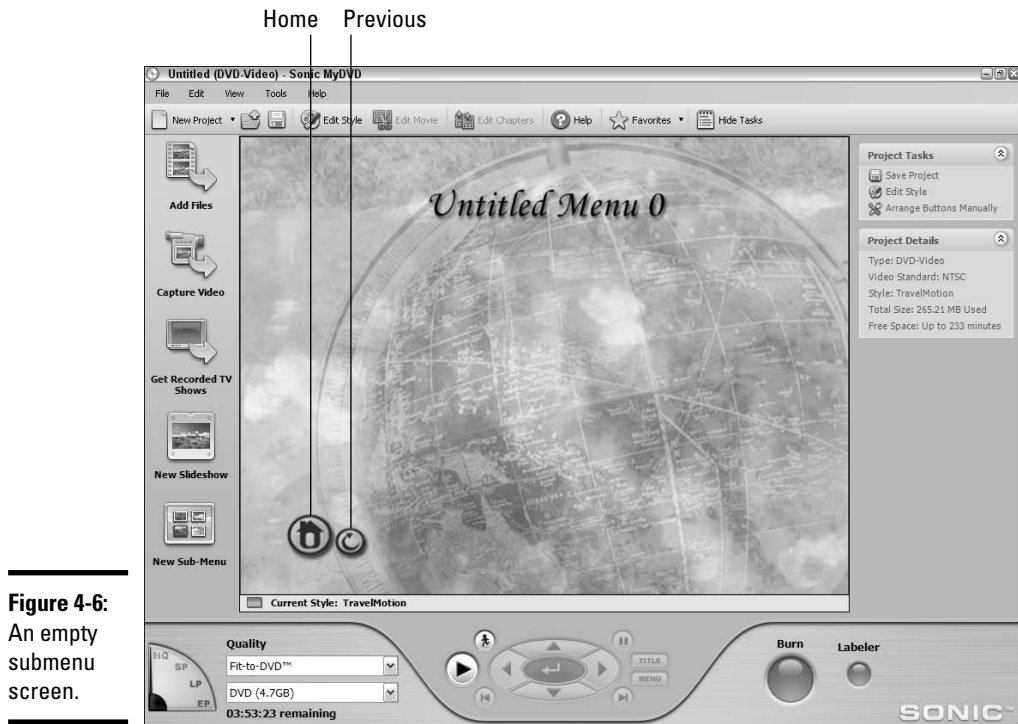 Home Previous
Untitled (DVD-Video) - Sonic MyDVD
File Edit View Tools Help
New Project Edit Style Edit Movie Edit Chapters Help Favorites Hide Tasks
Add Files
Capture Video
Get Recorded TV
Shows
New Slideshow
New Sub-Menu
Untitled Menu 0
Project Tasks
Save Project
Edit Style
Arrange Buttons Manually
Project Details
Type: DVD-Video
Video Standard: NTSC
Style: TravelMotion
Total Size: 265.21 MB Used
Free Space: Up to 233 minutes
Current Style: TravelMotion
HQ
SP
LP
EP
Quality
Fit-to-DVD™
DVD (4.7GB)
03:53:23 remaining
TITLE
MENU
Burn Labeler
SONIC™
Figure 4-6:
An empty
submenu
screen.